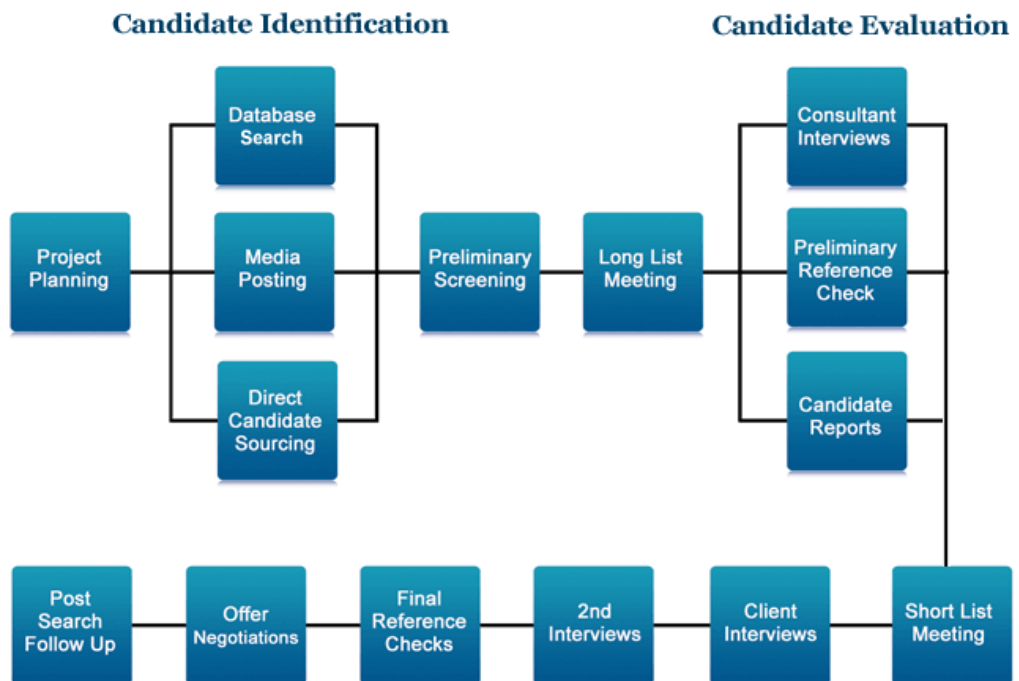 Candidate Identification
Candidate Evaluation
Database
Search
Consultant
Interviews
Project
Planning
Media
Posting
Preliminary
Screening
Long List
Meeting
Preliminary
Reference
Check
Direct
Candidate
Sourcing
Candidate
Reports
Post
Search
Follow Up
Offer
Negotiations
Final
Reference
Checks
2nd
Interviews
Client
Interviews
Short List
Meeting